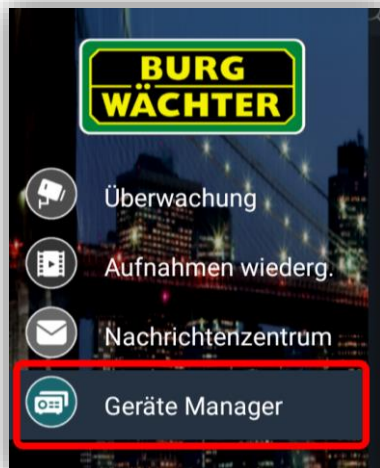 BURG
WÄCHTER
Überwachung
Aufnahmen wiederg.
Nachrichtenzentrum
Geräte Manager